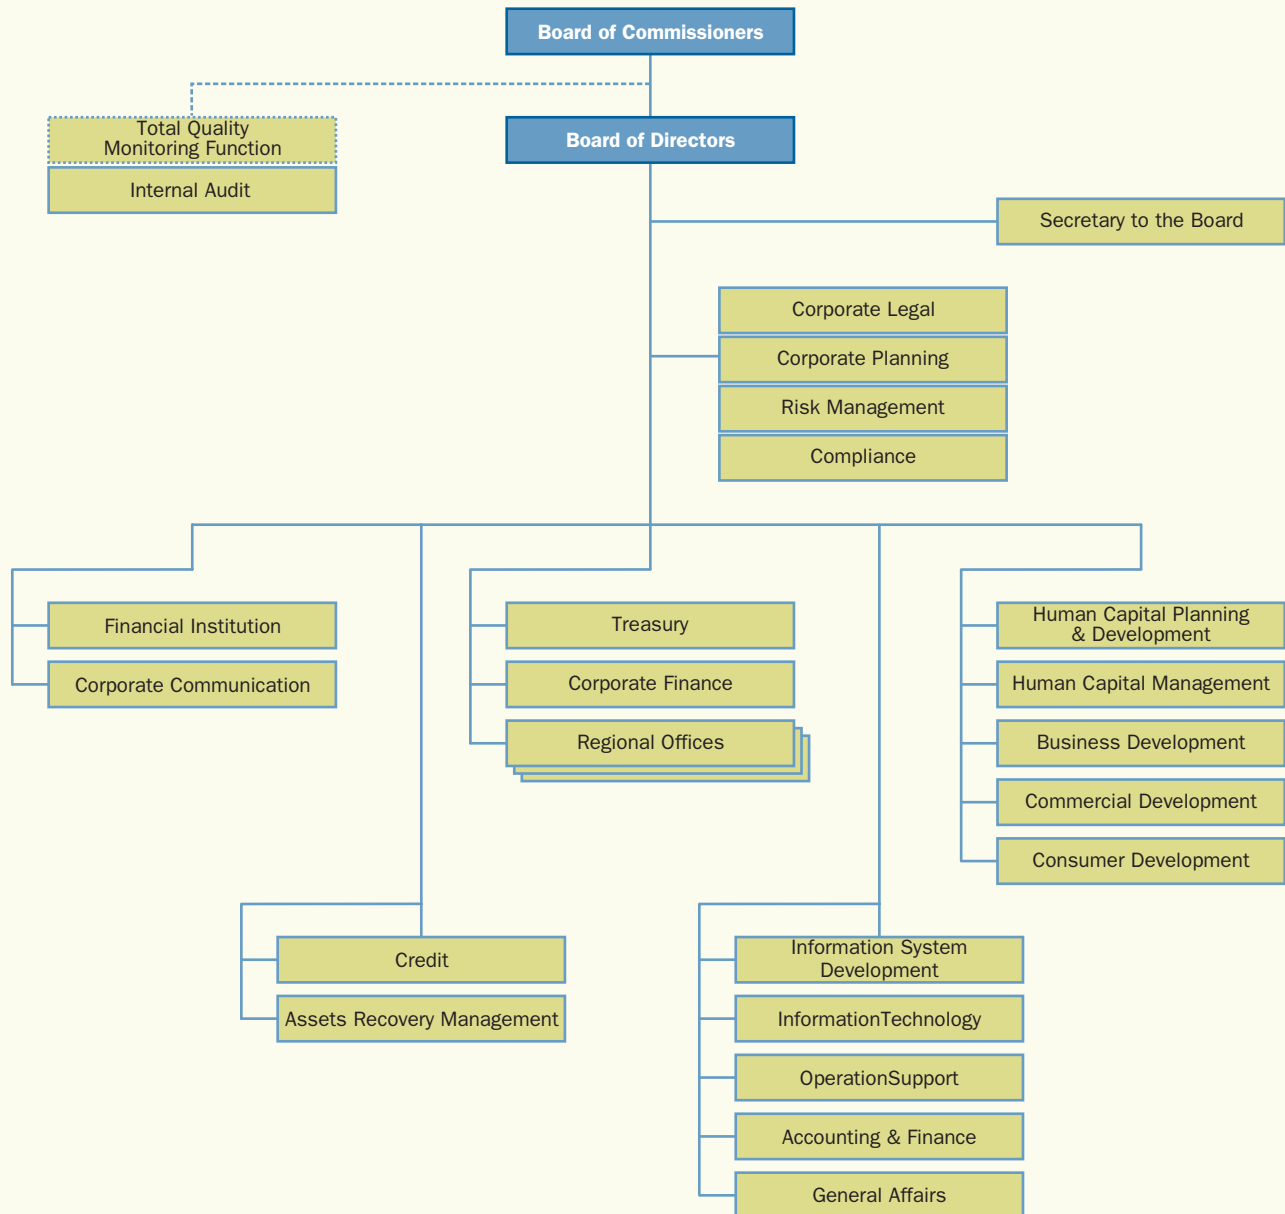 Board of Commissioners
Total Quality
Monitoring Function
Board of Directors
Internal Audit
Secretary to the Board
Corporate Legal
Corporate Planning
Risk Management
Compliance
Financial Institution
Corporate Communication
Treasury
Corporate Finance
Regional Offices
Human Capital Planning
& Development
Human Capital Management
Business Development
Commercial Development
Consumer Development
Credit
Assets Recovery Management
Information System
Development
InformationTechnology
OperationSupport
Accounting & Finance
General Affairs